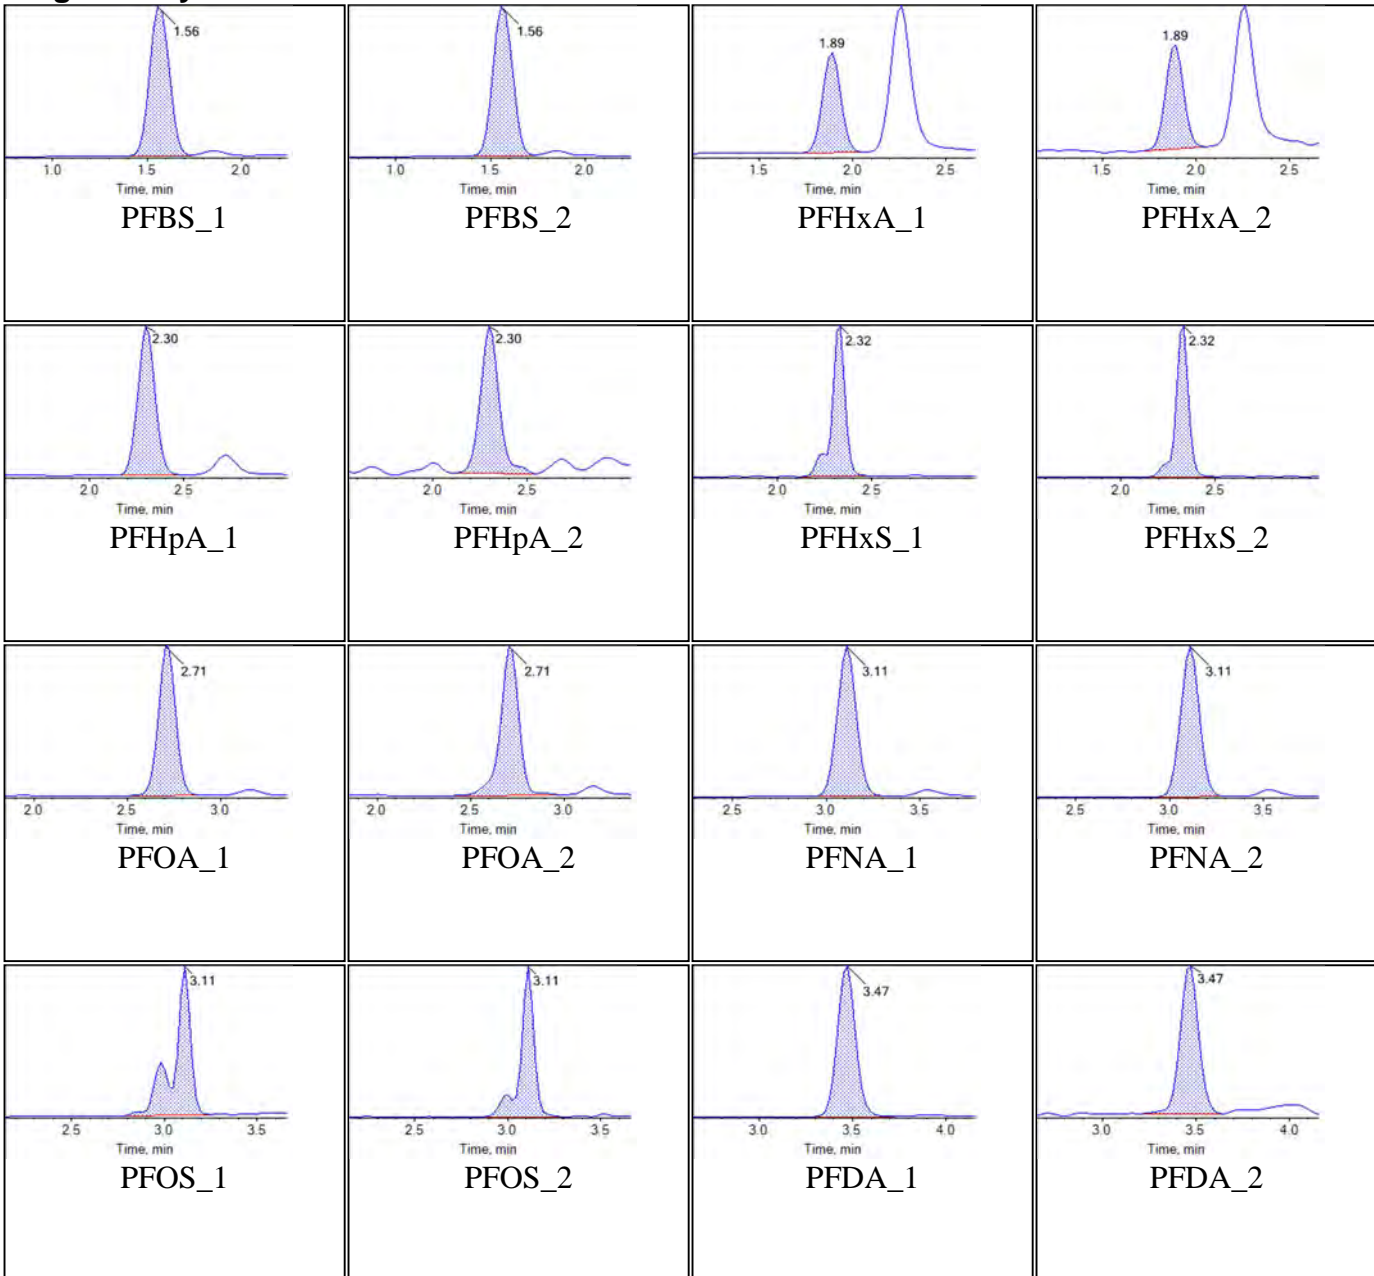 1.56 1.56 1.89 1.89
1.0 1.5 2.0 1.0 1.5 2.0 1.5 2.0 2.5 1.5 2.0 2.5
Time, min Time, min Time, min Time, min
PFBS_1 PFBS_2 PFHxA_1 PFHxA_2
2.30 2.30 2.32 2.32
2.0 2.5 2.0 2.5 2.0 2.5 2.0 2.5
Time, min Time, min Time, min Time, min
PFHpA_1 PFHpA_2 PFHxS_1 PFHxS_2
2.71 2.71 3.11 3.11
2.0 2.5 3.0 2.0 2.5 3.0 2.5 3.0 3.5 2.5 3.0 3.5
Time, min Time, min Time, min Time, min
PFOA_1 PFOA_2 PFNA_1 PFNA_2
3.11 3.11 3.47 3.47
2.5 3.0 3.5 2.5 3.0 3.5 3.0 3.5 4.0 3.0 3.5 4.0
Time, min Time, min Time, min Time, min
PFOS_1 PFOS_2 PFDA_1 PFDA_2